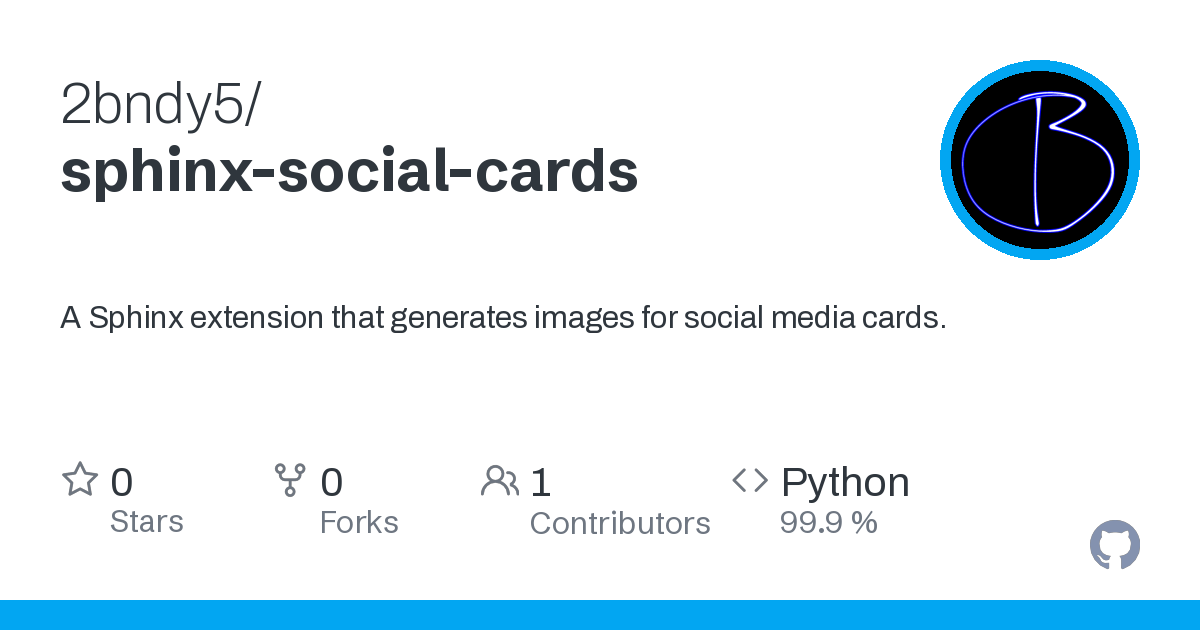 2bndy5/
sphinx-social-cards
A Sphinx extension that generates images for social media cards.
0
Stars
0
Forks
1
Contributors
Python
99.9 %
B